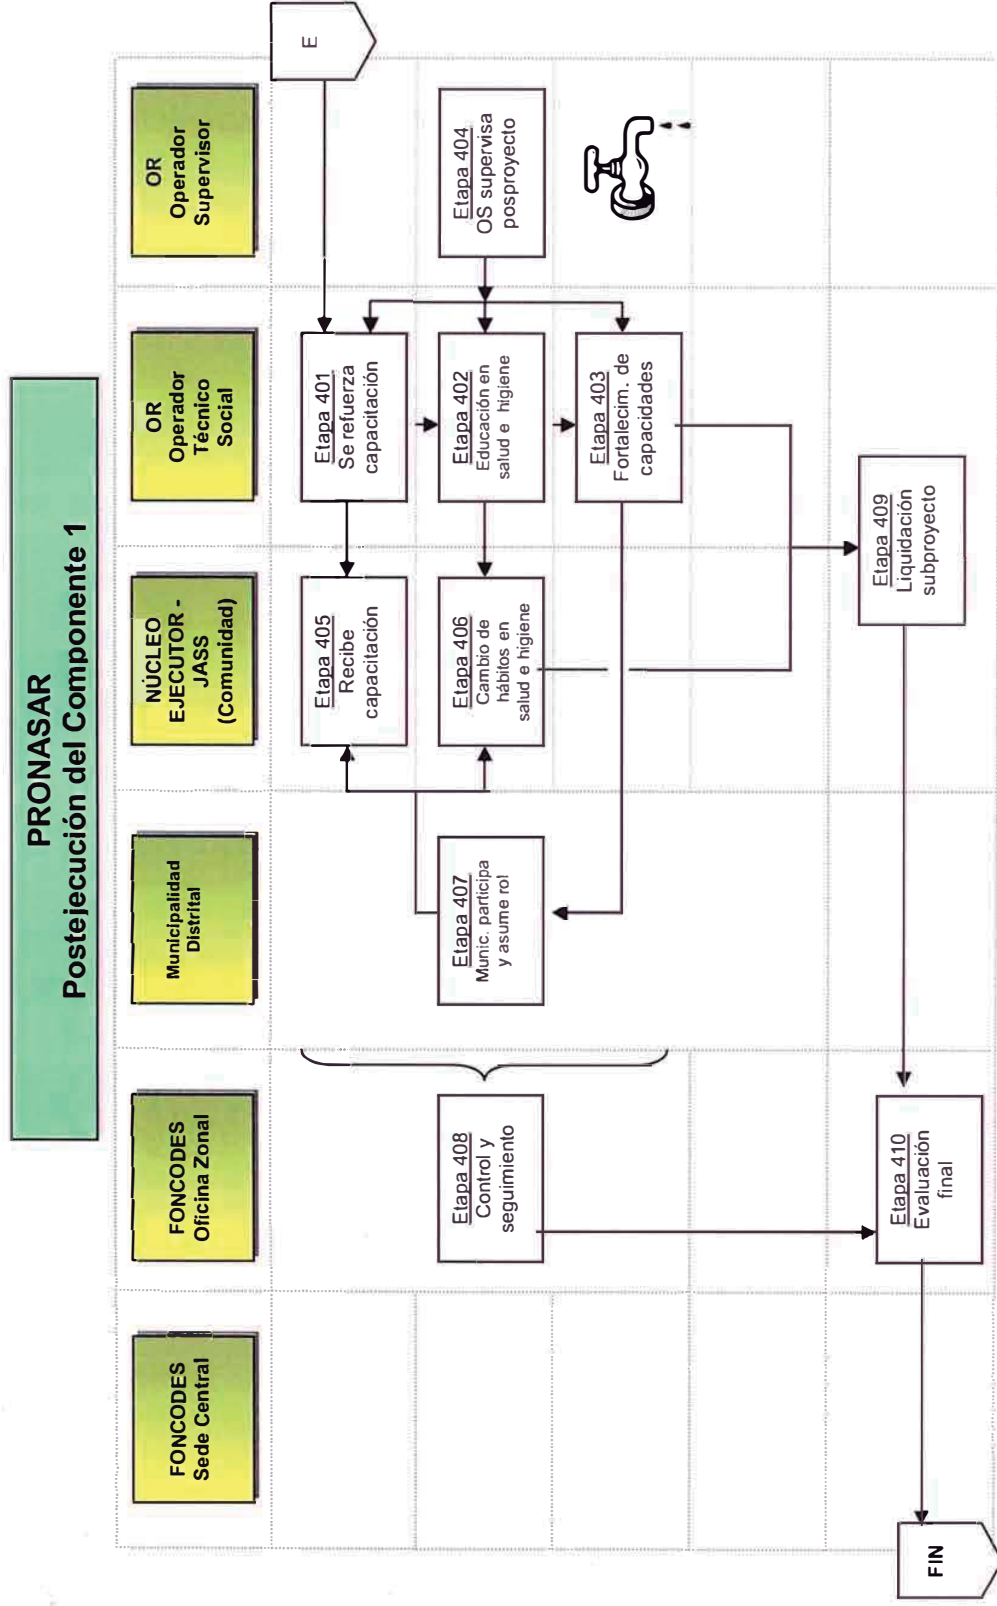 PRONASAR
Postejecución del Componente 1
FONCODES
Sede Central
FONCODES
Oficina Zonal
Municipalidad
Distrital
NÚCLEO
EJECUTOR -
JASS
(Comunidad)
OR
Operador
Técnico
Social
OR
Operador
Supervisor
E
Etapa 405
Recibe
capacitación
Etapa 401
Se refuerza
capacitación
Etapa 408
Control y
seguimiento
Etapa 407
Munic. participa
y asume rol
Etapa 406
Cambio de
hábitos en
salud e higiene
Etapa 402
Educación en
salud e higiene
Etapa 404
OS supervisa
posproyecto
Etapa 403
Fortalecim. de
capacidades
Etapa 409
Liquidación
subproyecto
Etapa 410
Evaluación
final
FIN